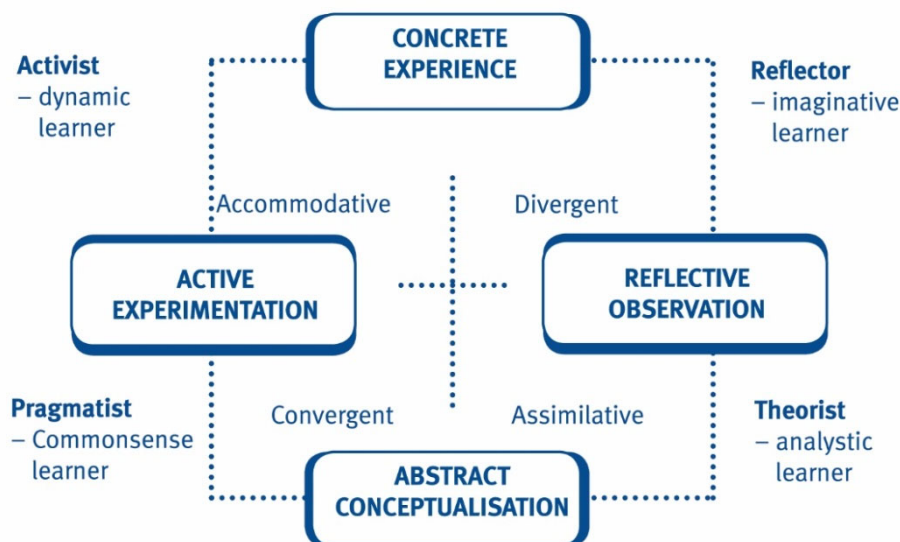 CONCRETE
EXPERIENCE
Activist
– dynamic
learner
Reflector
– imaginative
learner
Accommodative
Divergent
ACTIVE
EXPERIMENTATION
REFLECTIVE
OBSERVATION
Pragmatist
– Commonsense
learner
Convergent
Assimilative
Theorist
– analystic
learner
ABSTRACT
CONCEPTUALISATION